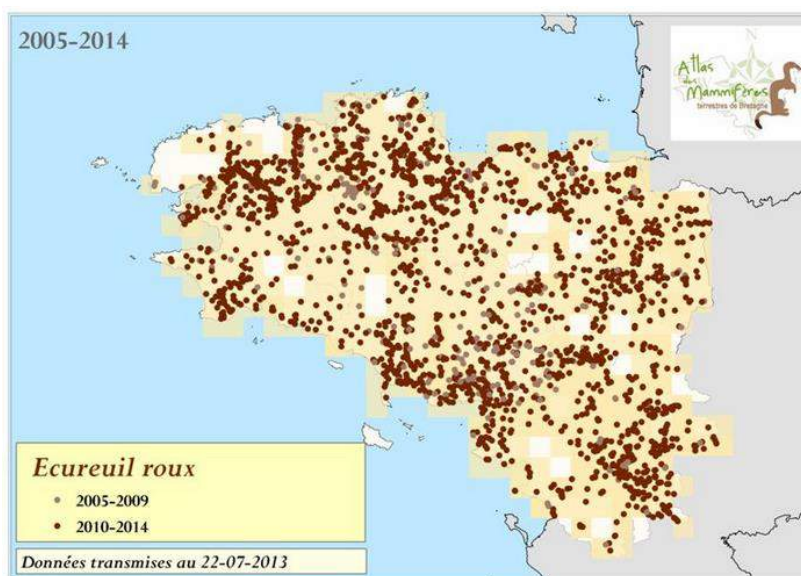 2005-2014
N
Atlas
des
Mammifères
terrestres de Bretagne
Ecureuil roux
2005-2009
2010-2014
Données transmises au 22-07-2013